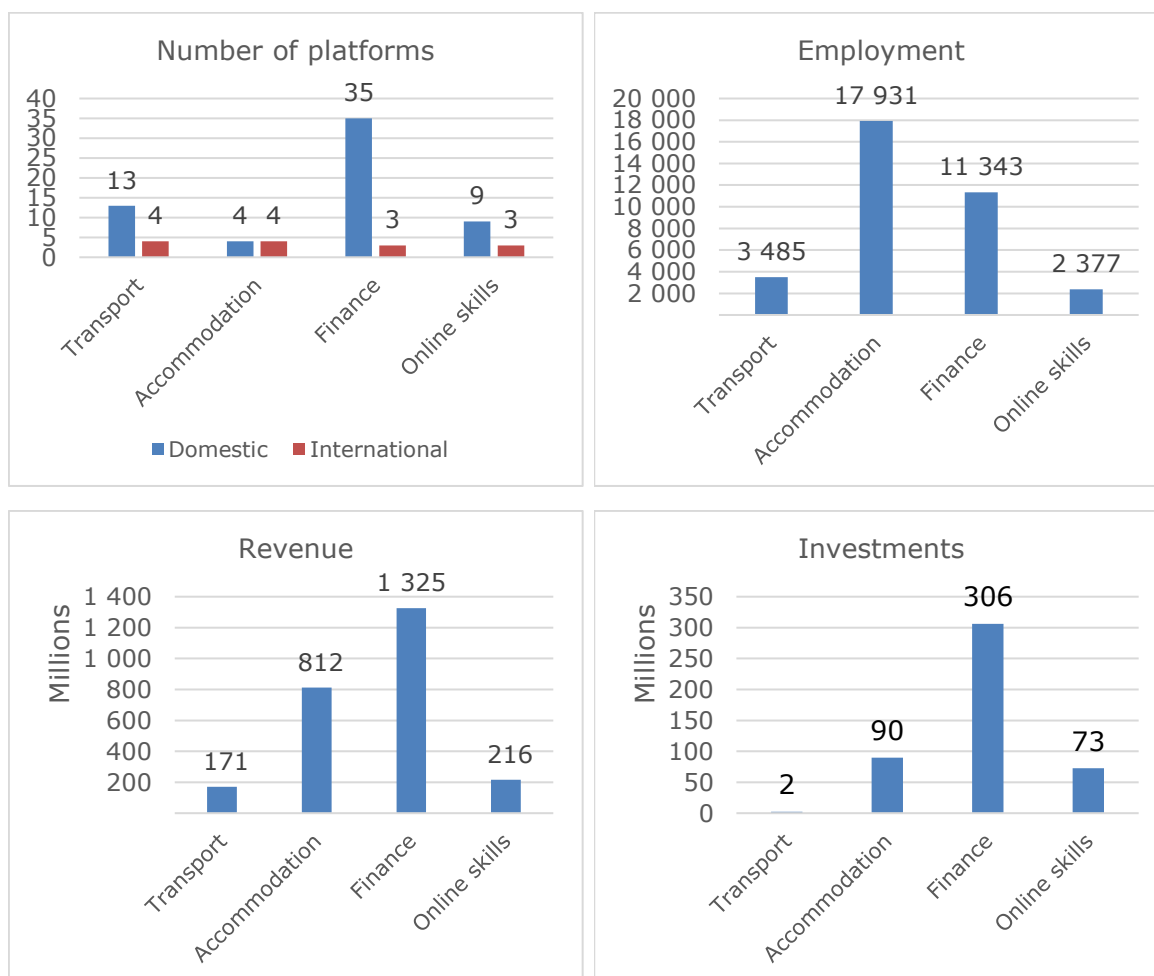 Number of platforms
40
35
30
25
20
15
10
5
0
13
4
4
4
35
3
9
3
Transport
Accommodation
Finance
Online skills
Domestic
International
Employment
20 000
18 000
16 000
14 000
12 000
10 000
8 000
6 000
4 000
2 000
3 485
17 931
11 343
2 377
Transport
Accommodation
Finance
Online skills
Revenue
Millions
1 400
1 200
1 000
800
600
400
200
171
812
1 325
216
Transport
Accommodation
Finance
Online skills
Investments
Millions
350
300
250
200
150
100
50
0
2
90
306
73
Transport
Accommodation
Finance
Online skills